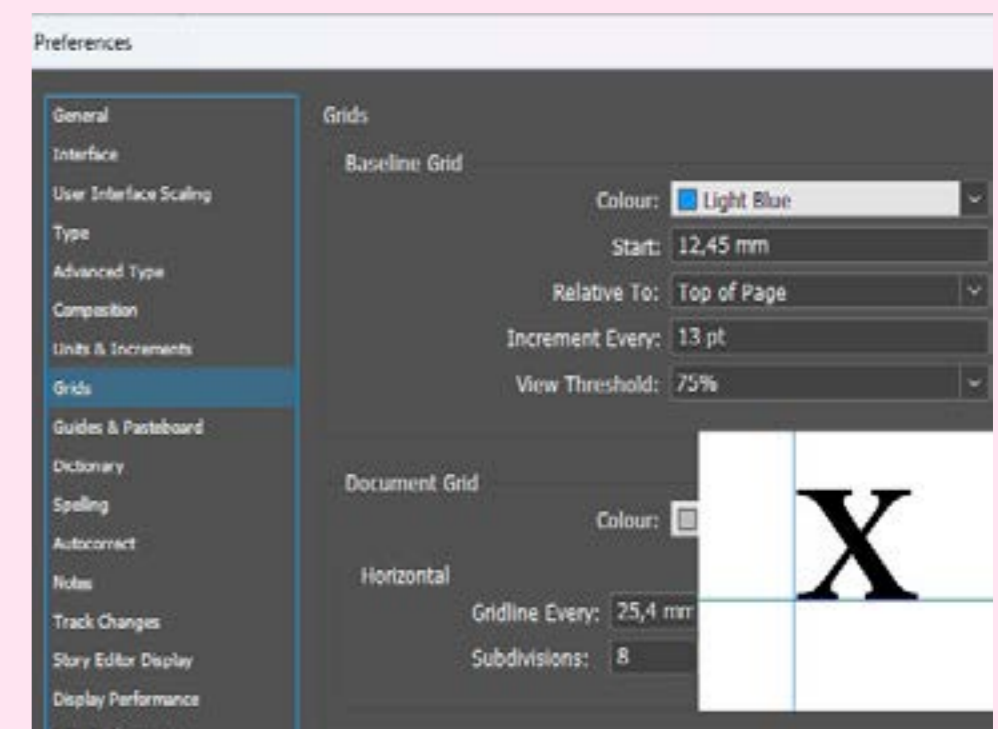 Preferences
General
Interface
User Interface Scaling
Type
Advanced Type
Composition
Units & Increments
Grids
Guides & Pasteboard
Dictionary
Spelling
Autocorrect
Notes
Track Changes
Story Editor Display
Display Performance
Grids
Baseline Grid
Colour: Light Blue
Start: 12,45 mm
Relative To: Top of Page
Increment Every: 13 pt
View Threshold: 75%
Document Grid
Colour:
Horizontal
Gridline Every: 25,4 mm
Subdivisions: 8
X